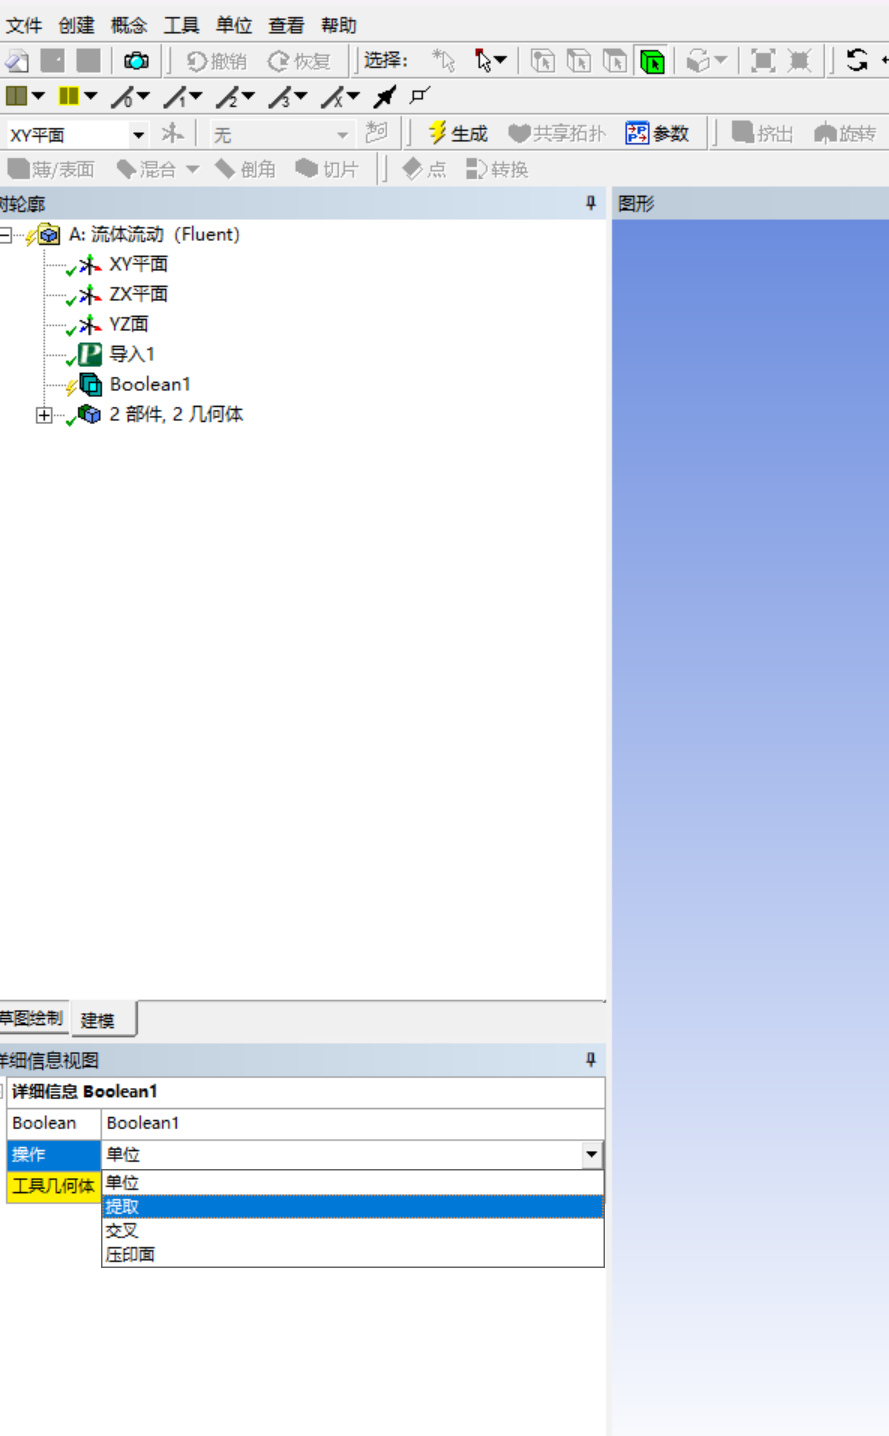 文件 创建 概念 工具 单位 查看 帮助
撤销 恢复 选择:
XY平面 无 生成 共享拓扑 参数 挤出 旋转
薄/表面 混合 倒角 切片 点 转换
树轮廓 图形
A: 流体流动 (Fluent)
XY平面
ZX平面
YZ面
导入1
Boolean1
2 部件, 2 几何体
草图绘制 建模
详细信息视图
详细信息 Boolean1
Boolean Boolean1
操作 单位
工具几何体 单位
提取
交叉
压印面